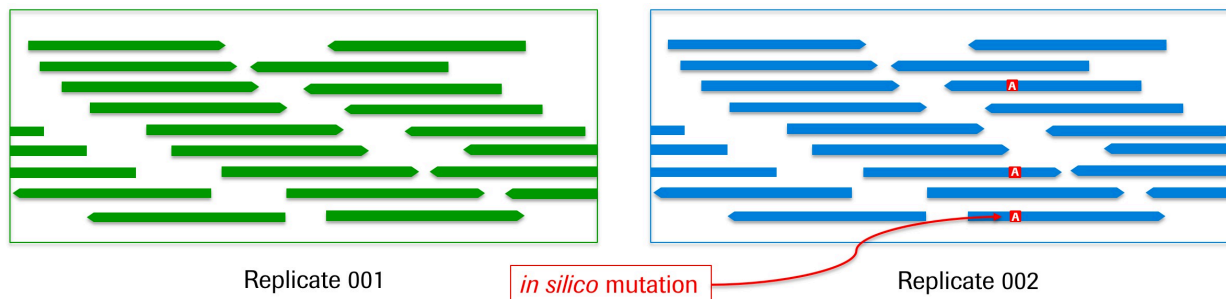 A
A
A
Replicate 001
in silico mutation
Replicate 002